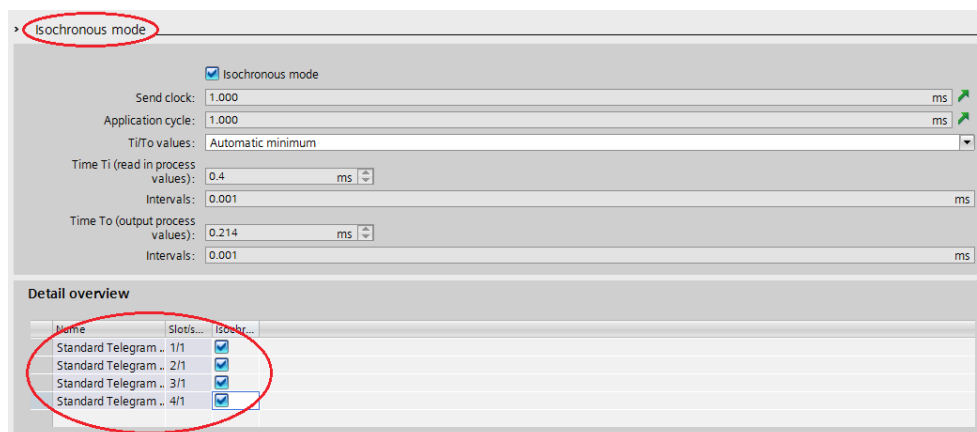 Isochronous mode
Isochronous mode
Send clock: 1.000 ms
Application cycle: 1.000 ms
Ti/To values: Automatic minimum
Time Ti (read in process
values): 0.4 ms
Intervals: 0.001 ms
Time To (output process
values): 0.214 ms
Intervals: 0.001 ms
Detail overview
Name Slot/s... Isochr...
Standard Telegram .. 1/1
Standard Telegram .. 2/1
Standard Telegram .. 3/1
Standard Telegram .. 4/1